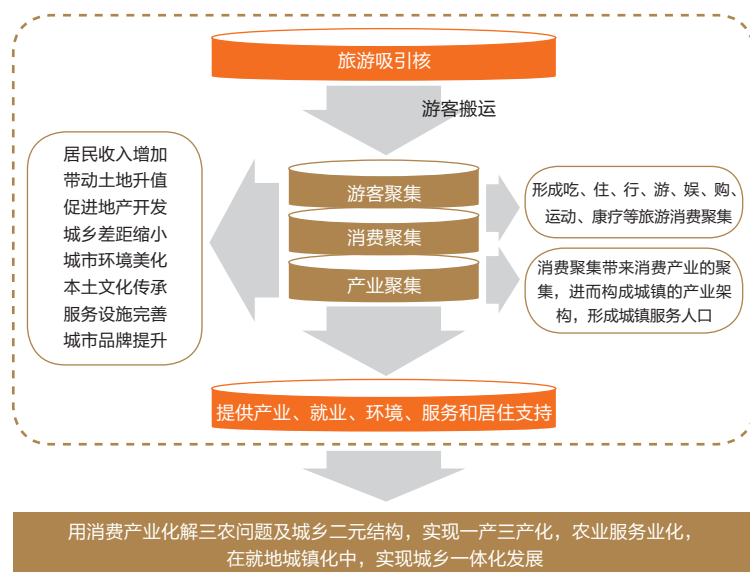 旅游吸引核
游客搬运
居民收入增加
带动土地升值
促进地产开发
城乡差距缩小
城市环境美化
本土文化传承
服务设施完善
城市品牌提升
游客聚集
消费聚集
产业聚集
形成吃、住、行、游、娱、购、
运动、康疗等旅游消费聚集
消费聚集带来消费产业的聚
集，进而构成城镇的产业架
构，形成城镇服务人口
提供产业、就业、环境、服务和居住支持
用消费产业化解三农问题及城乡二元结构，实现一产三产化，农业服务业化，
在就地城镇化中，实现城乡一体化发展